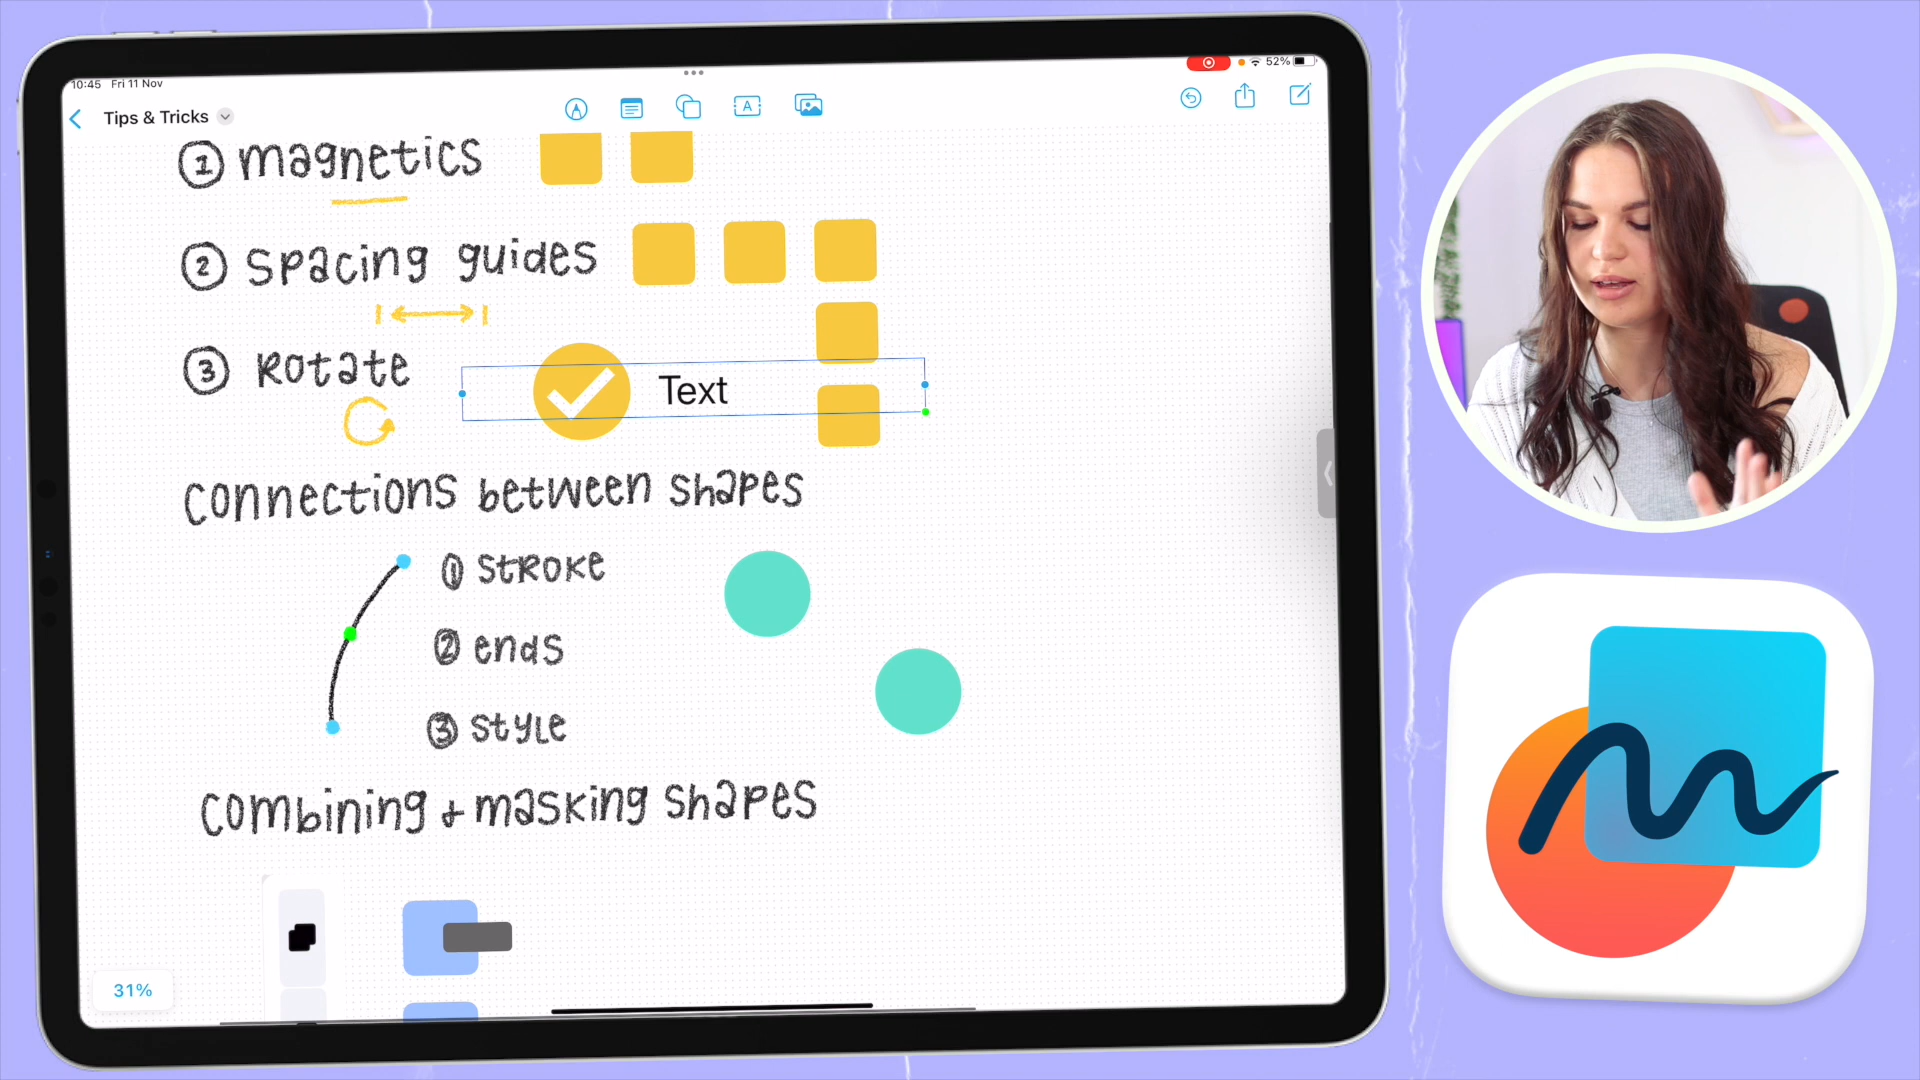 10:45 Fri 11 Nov
52%
Tips & Tricks
A
1 magnetics
2 spacing guides
3 Rotate
Text
connections between shapes
1 stroke
2 ends
3 style
combining + masking shapes
31%